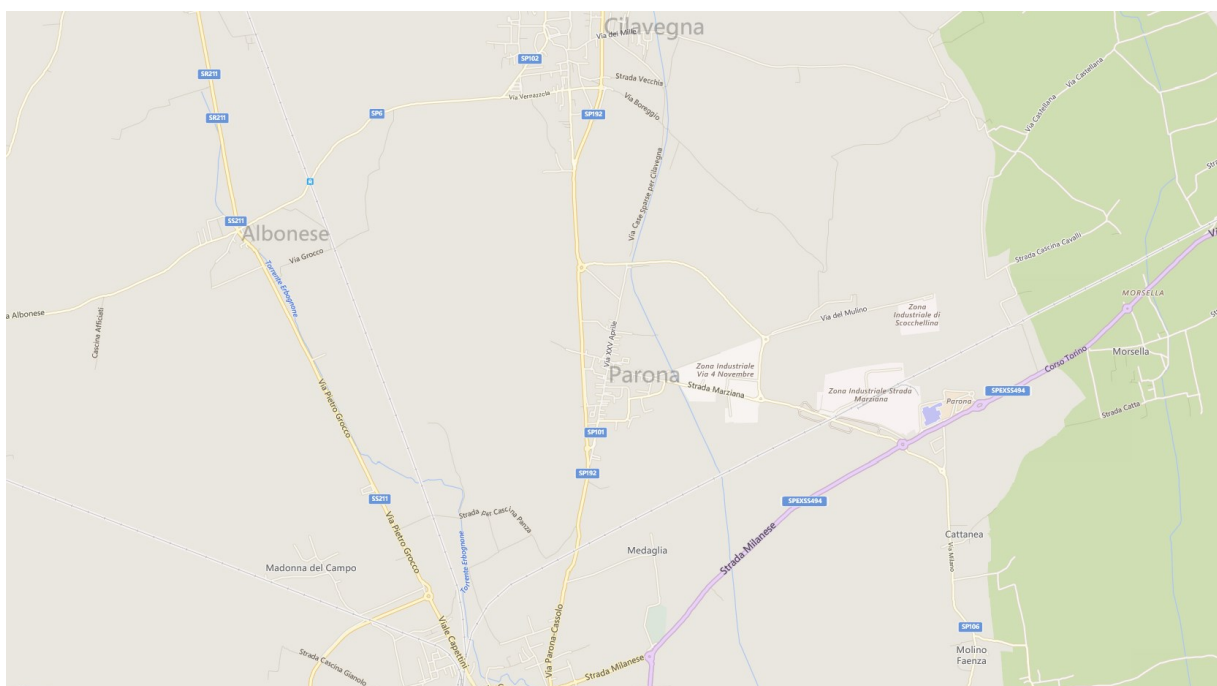 Cilavegna
Via dei Mille
SP102
SR211
Strada Vecchia
Via Castellana
Via Vernazzola
Via Boreggio
SP6
SR211
SP192
Via Castellana
Via Case Sparse per Cilavegna
SS211
Albonese
Via Grocco
Strada Cascina Cavalli
Torrente Erbognone
MORSELLA
a Albonese
Cascina Afficiati
Via del Mulino
Zona
Industriale di
Scacchellina
Via XXV Aprile
Morsella
Corso Torino
Parona
Zona Industriale
Via 4 Novembre
Strada Marziana
Zona Industriale Strada
Marziana
SPEXSS494
Parona
Strada Catta
Via Pietro Grocco
SP101
SP192
SS211
SPEXSS494
Strada per Cascina Panza
Via Pietro Grocco
Torrente Erbognone
Strada Milanese
Medaglia
Cattanea
Via Milano
Madonna del Campo
Viale Capettini
Via Parona-Cassolo
SP106
Molino
Faenza
Strada Cascina Gianolo
Strada Milanese